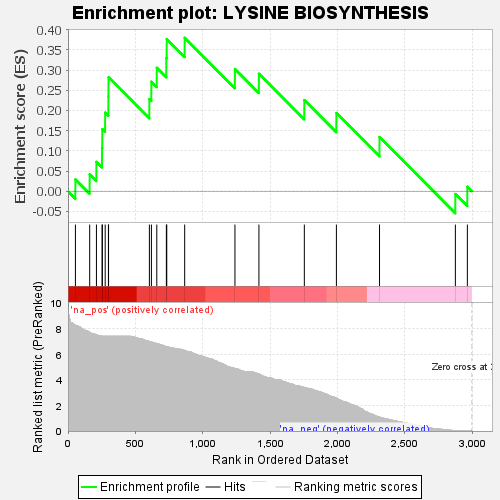 Enrichment plot: LYSINE BIOSYNTHESIS
Enrichment score (ES)
0.40
0.35
0.30
0.25
0.20
0.15
0.10
0.05
0.00
-0.05
'na_pos' (positively correlated)
Ranked list metric (PreRanked)
10
8
6
4
2
0
Zero cross at
'na_neg' (negatively correlated)
0
500
1,000
1,500
2,000
2,500
3,000
Rank in Ordered Dataset
Enrichment profile
Hits
Ranking metric scores